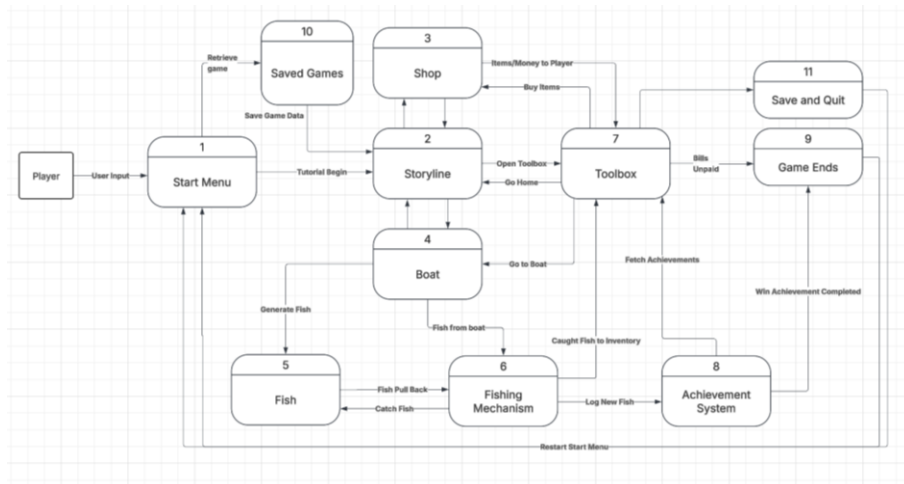 10
Saved Games
3
Shop
11
Save and Quit
Retrieve
game
Items/Money to Player
Buy Items
Save Game Data
1
Start Menu
2
Storyline
7
Toolbox
9
Game Ends
Player
User Input
Tutorial Begin
Open Toolbox
Go Home
Bills
Unpaid
4
Boat
Go to Boat
Fetch Achievements
Generate Fish
Fish from boat
Win Achievement Completed
Caught Fish to Inventory
5
Fish
6
Fishing
Mechanism
8
Achievement
System
Fish Pull Back
Catch Fish
Log New Fish
Restart Start Menu